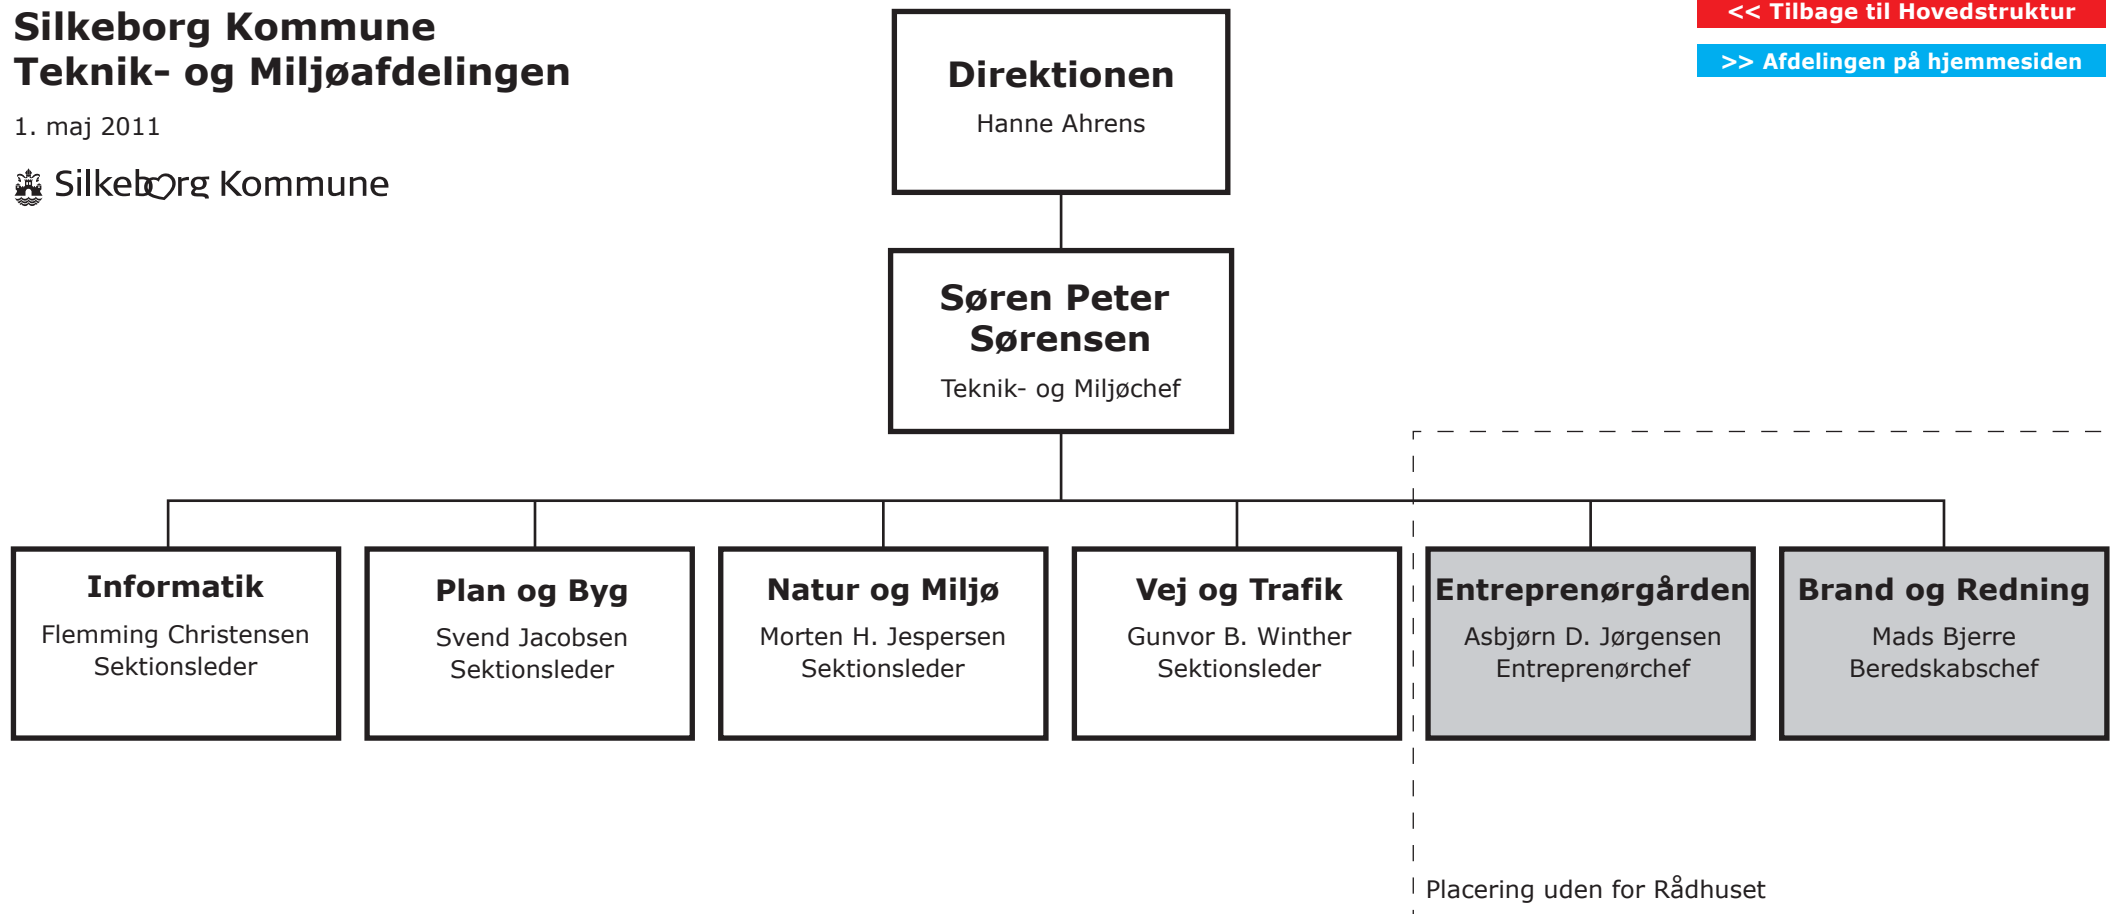 Silkeborg Kommune
Teknik- og Miljøafdelingen
1. maj 2011
Silkeborg Kommune
<< Tilbage til Hovedstruktur
>> Afdelingen på hjemmesiden
Direktionen
Hanne Ahrens
Søren Peter
Sørensen
Teknik- og Miljøchef
Informatik
Flemming Christensen
Sektionsleder
Plan og Byg
Svend Jacobsen
Sektionsleder
Natur og Miljø
Morten H. Jespersen
Sektionsleder
Vej og Trafik
Gunvor B. Winther
Sektionsleder
Entreprenørgården
Asbjørn D. Jørgensen
Entreprenørchef
Brand og Redning
Mads Bjerre
Beredskabschef
Placering uden for Rådhuset